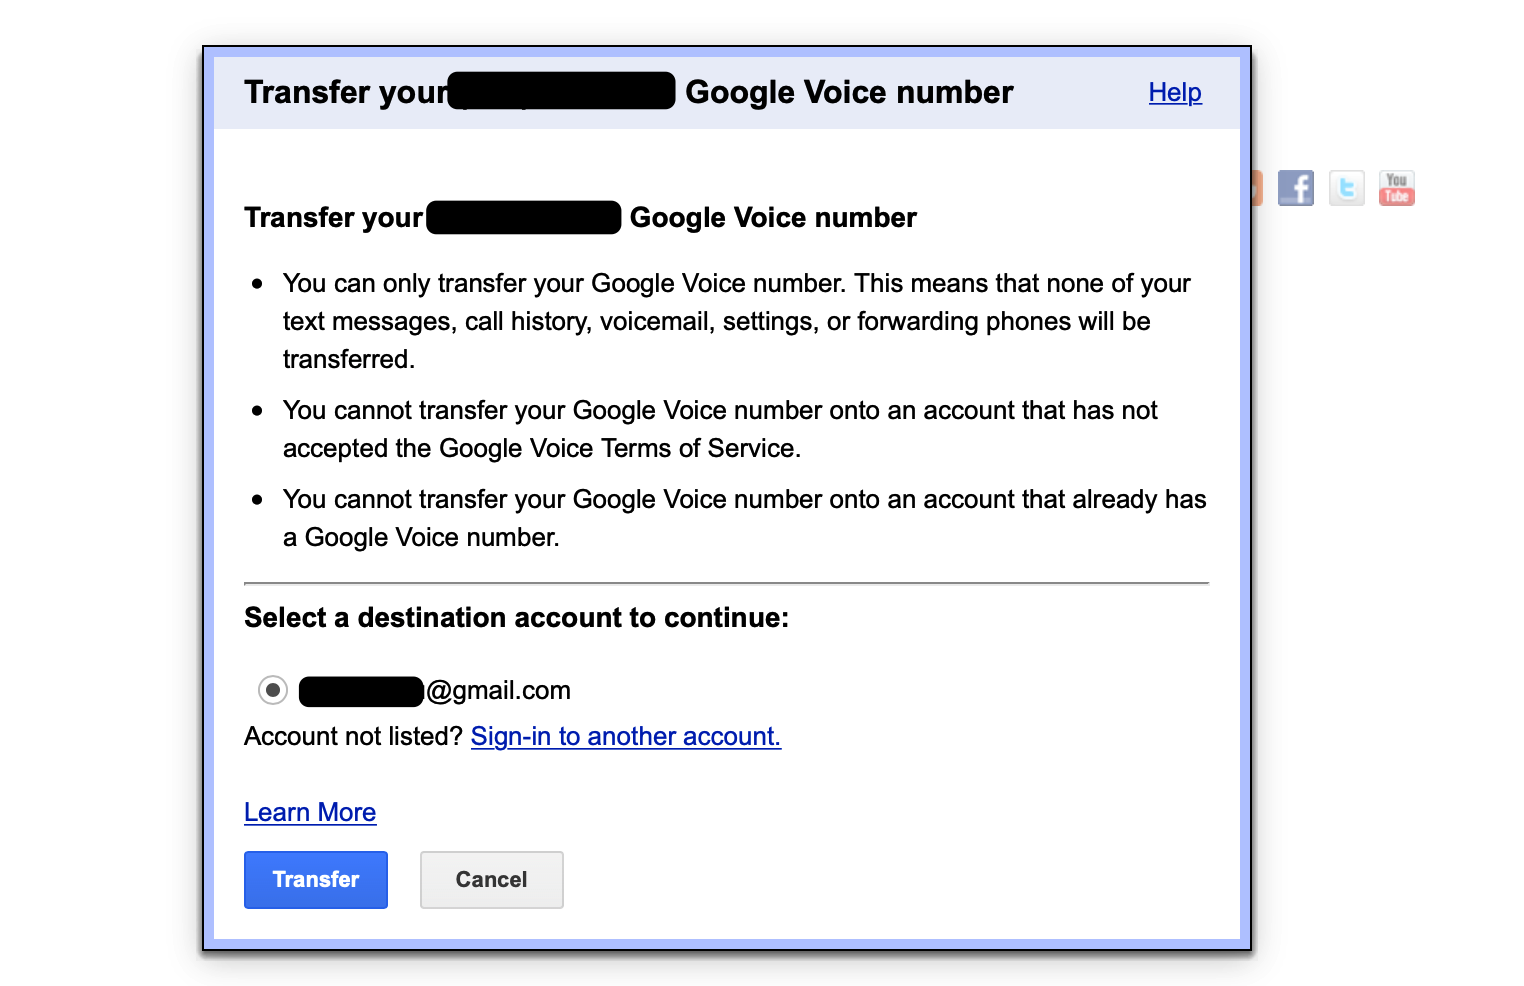 Transfer your Google Voice number Help
You
Tube
Transfer your Google Voice number
You can only transfer your Google Voice number. This means that none of your
text messages, call history, voicemail, settings, or forwarding phones will be
transferred.
You cannot transfer your Google Voice number onto an account that has not
accepted the Google Voice Terms of Service.
You cannot transfer your Google Voice number onto an account that already has
a Google Voice number.
Select a destination account to continue:
@gmail.com
Account not listed? Sign-in to another account.
Learn More
Transfer Cancel